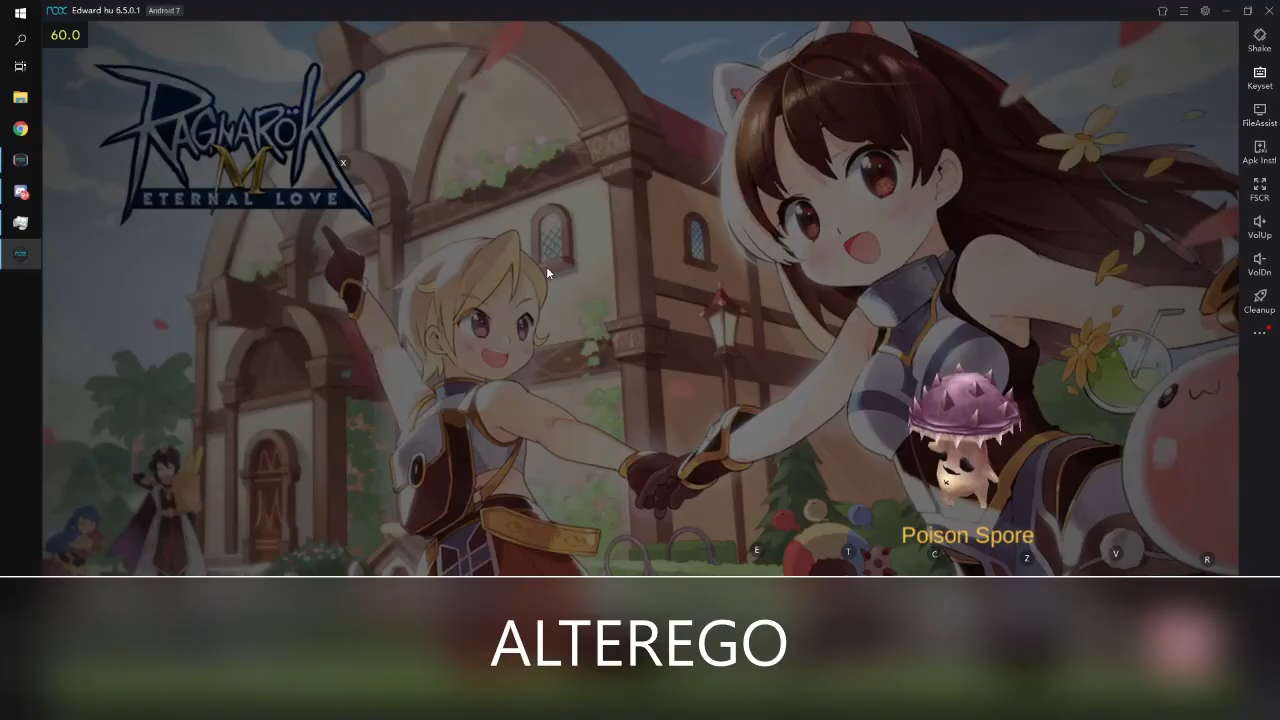 nox Edward hu 6.5.0.1 Android 7
60.0
Shake
Keyset
FileAssist
Apk Instl
FSCR
VolUp
VolDn
Cleanup
RAGNARÖK
M
ETERNAL LOVE
X
Poison Spore
E
T
C
Z
V
R
ALTEREGO